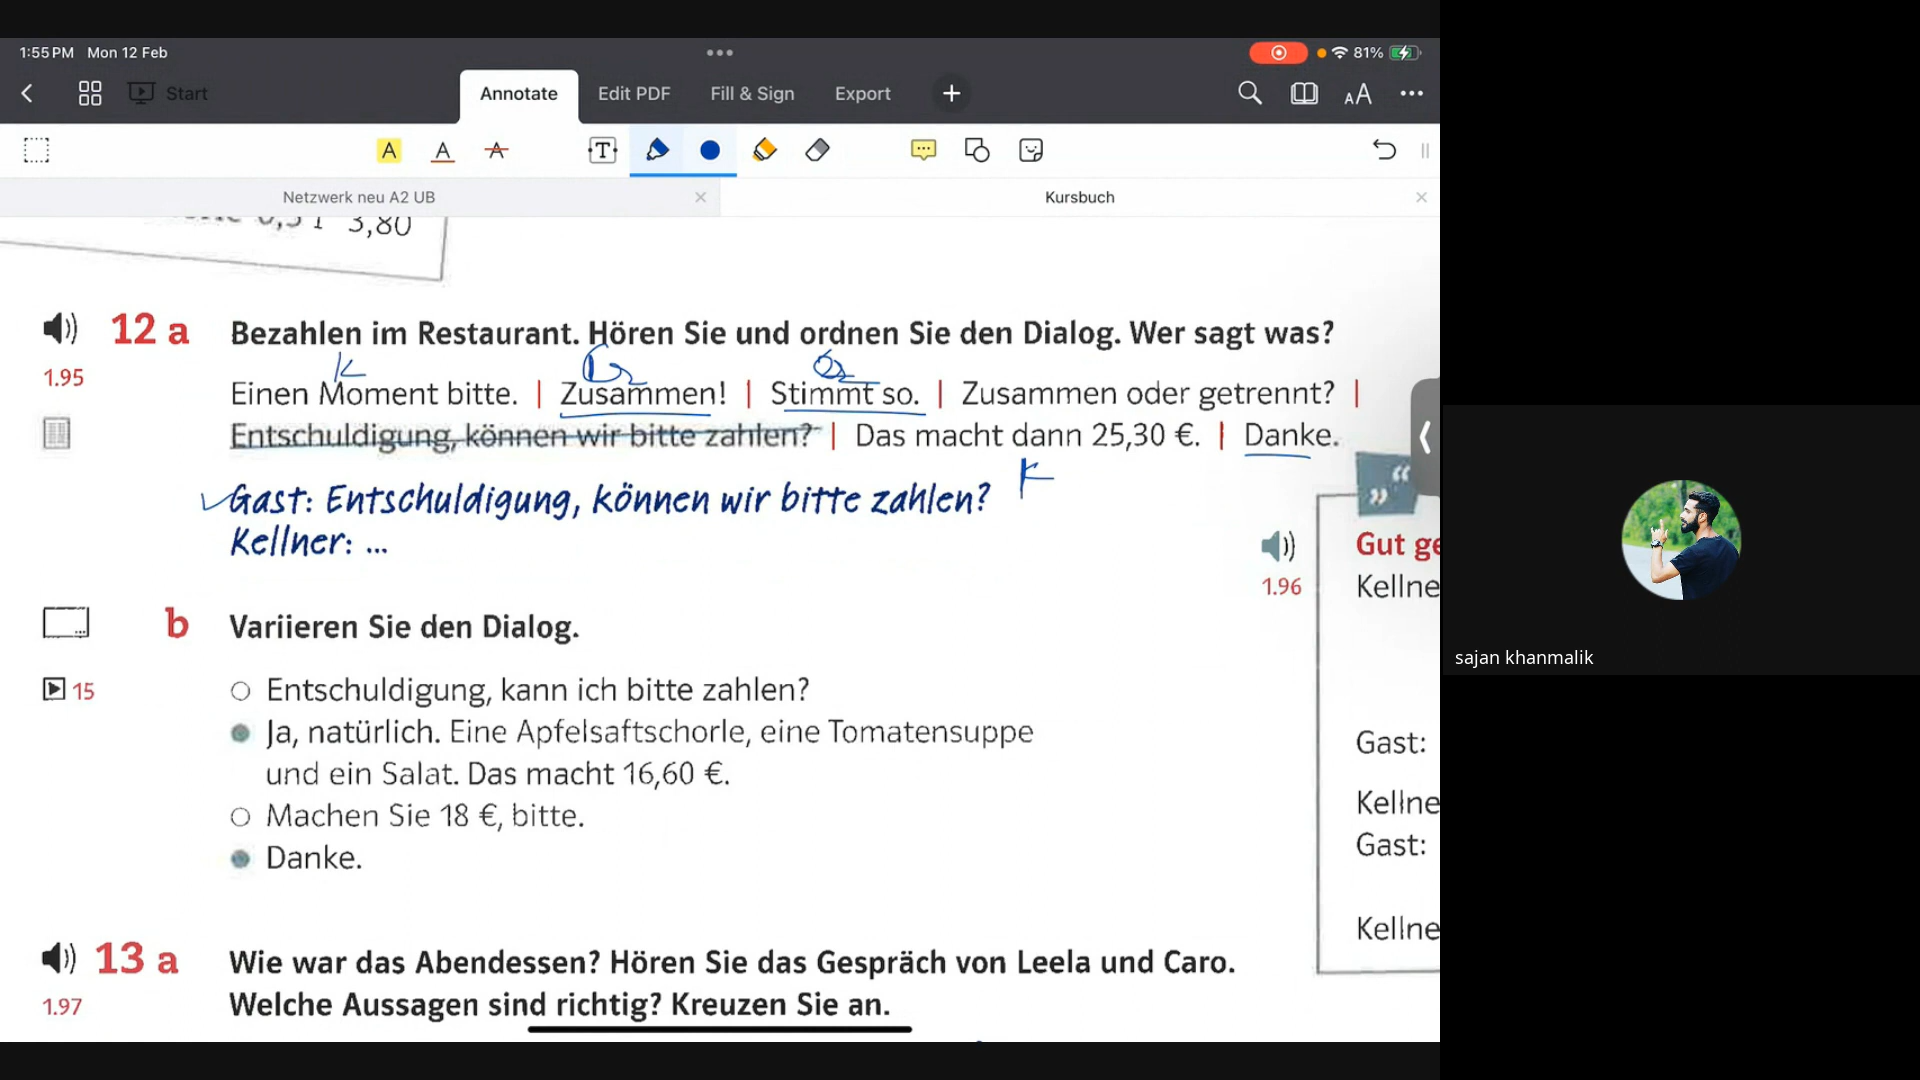 1:55 PM Mon 12 Feb
81%
Start
Annotate
Edit PDF
Fill & Sign
Export
Netzwerk neu A2 UB
Kursbuch
3,80
12 a Bezahlen im Restaurant. Hören Sie und ordnen Sie den Dialog. Wer sagt was?
1.95
K G G
Einen Moment bitte. | Zusammen! | Stimmt so. | Zusammen oder getrennt? |
Entschuldigung, können wir bitte zahlen? | Das macht dann 25,30 €. | Danke.
K
Gast: Entschuldigung, können wir bitte zahlen?
Kellner: ...
b Variieren Sie den Dialog.
15
Entschuldigung, kann ich bitte zahlen?
Ja, natürlich. Eine Apfelsaftschorle, eine Tomatensuppe
und ein Salat. Das macht 16,60 €.
Machen Sie 18 €, bitte.
Danke.
13 a Wie war das Abendessen? Hören Sie das Gespräch von Leela und Caro.
1.97
Welche Aussagen sind richtig? Kreuzen Sie an.
1.96
Gut ge
Kellne
Gast:
Kellne
Gast:
Kellne
sajan khanmalik